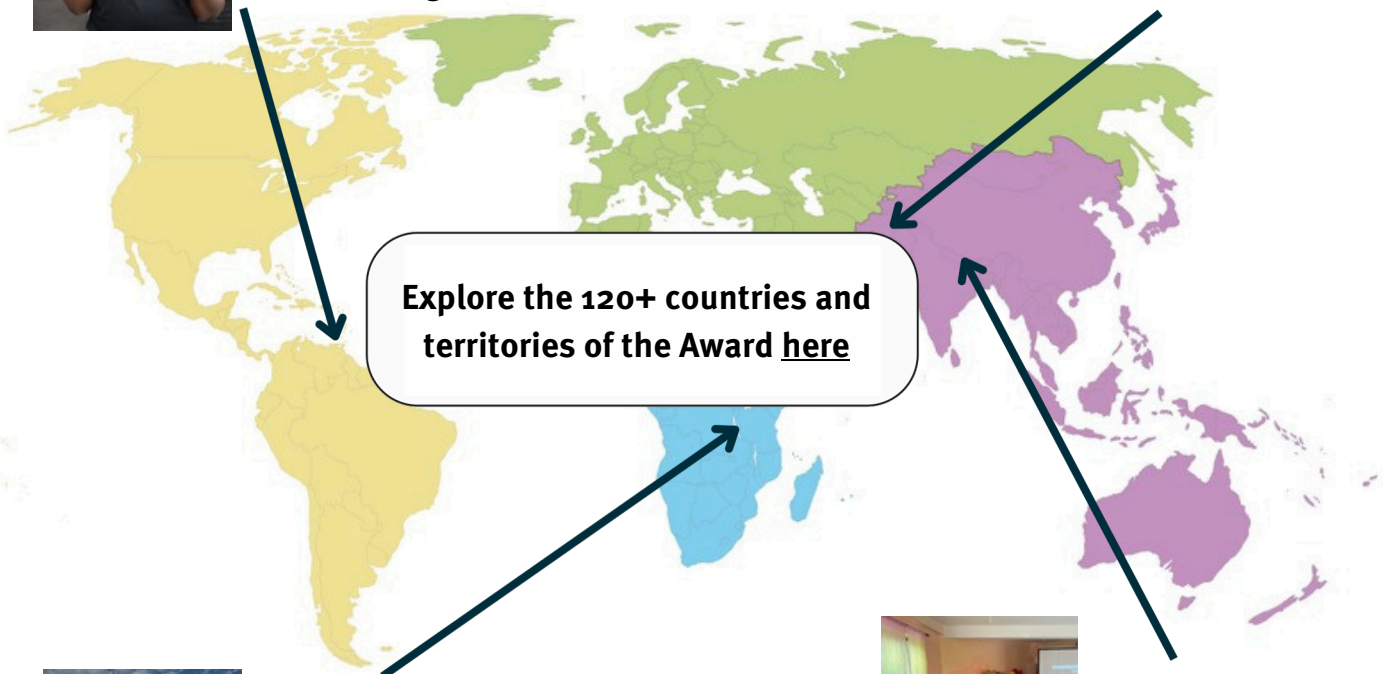 Explore the 120+ countries and
territories of the Award here